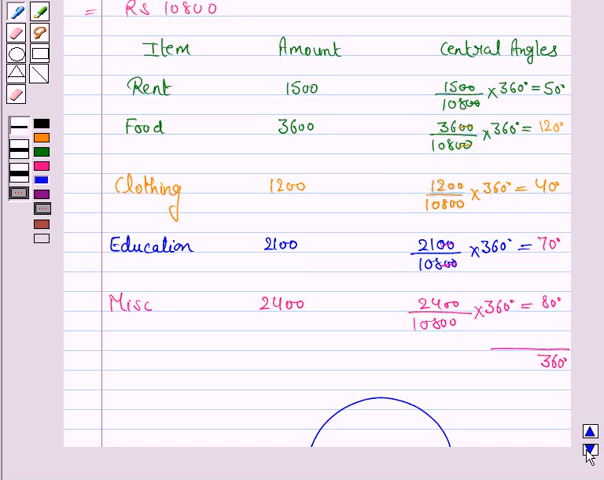 = Rs 10800
Item Amount Central Angles
Rent 1500 1500/10800 ×360°=50°
Food 3600 3600/10800 ×360°=120°
Clothing 1200 1200/10800 ×360°=40°
Education 2100 2100/10800 ×360°=70°
Misc 2400 2400/10800 ×360°=80°
360°